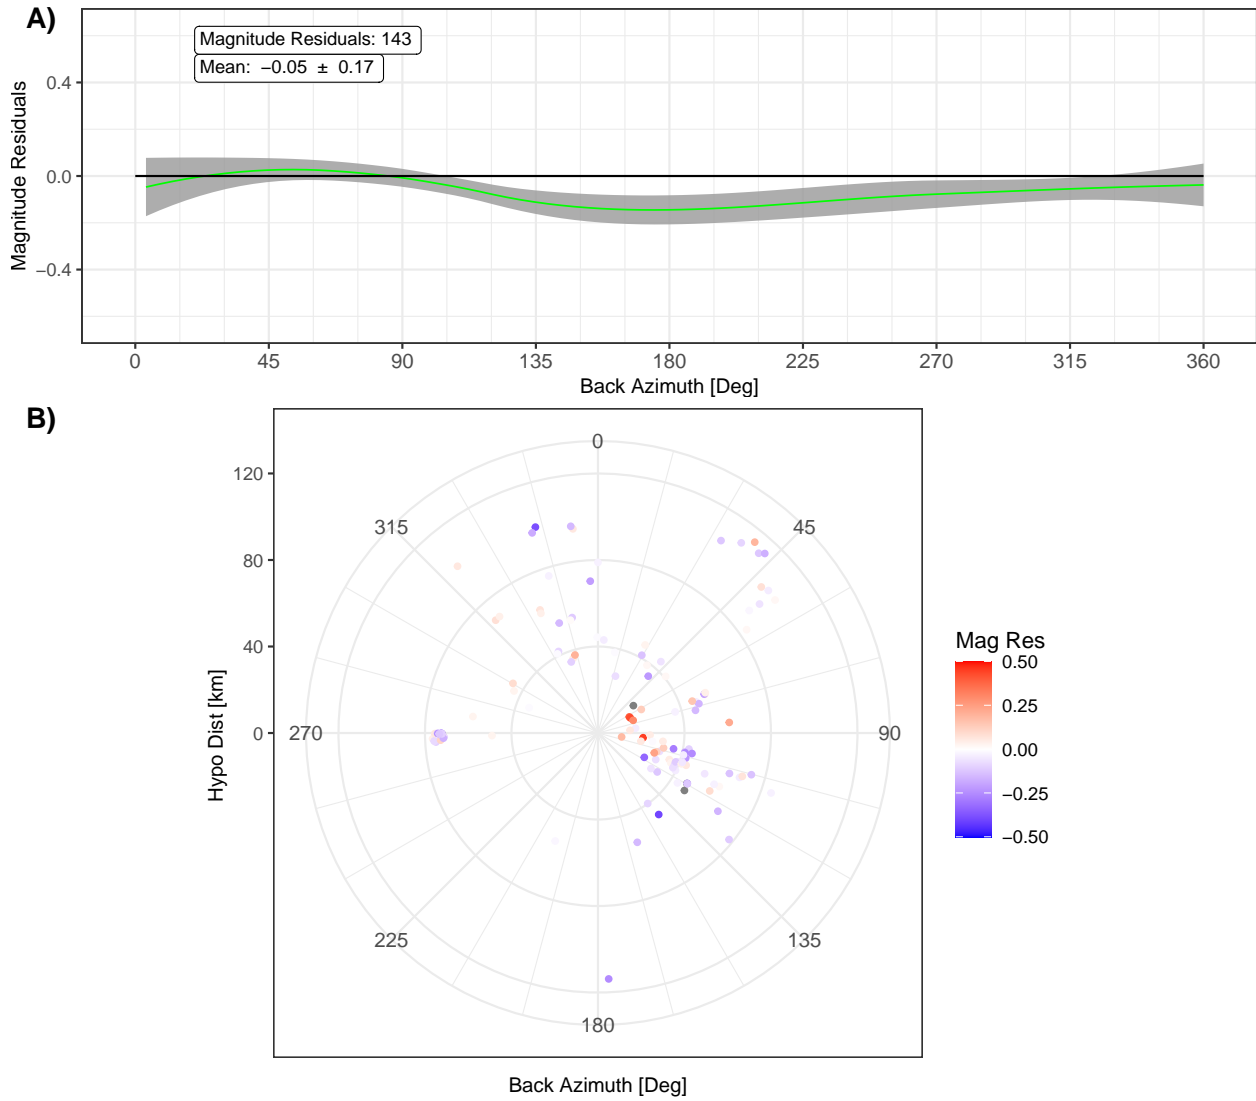 A)
Magnitude Residuals: 143
Mean:  −0.05  ±  0.17
Magnitude Residuals
0.4
0.0
−0.4
0 45 90 135 180 225 270 315 360
Back Azimuth [Deg]
B)
Hypo Dist [km]
120
80
40
0
0
45
90
135
180
225
270
315
Back Azimuth [Deg]
Mag Res
0.50
0.25
0.00
−0.25
−0.50